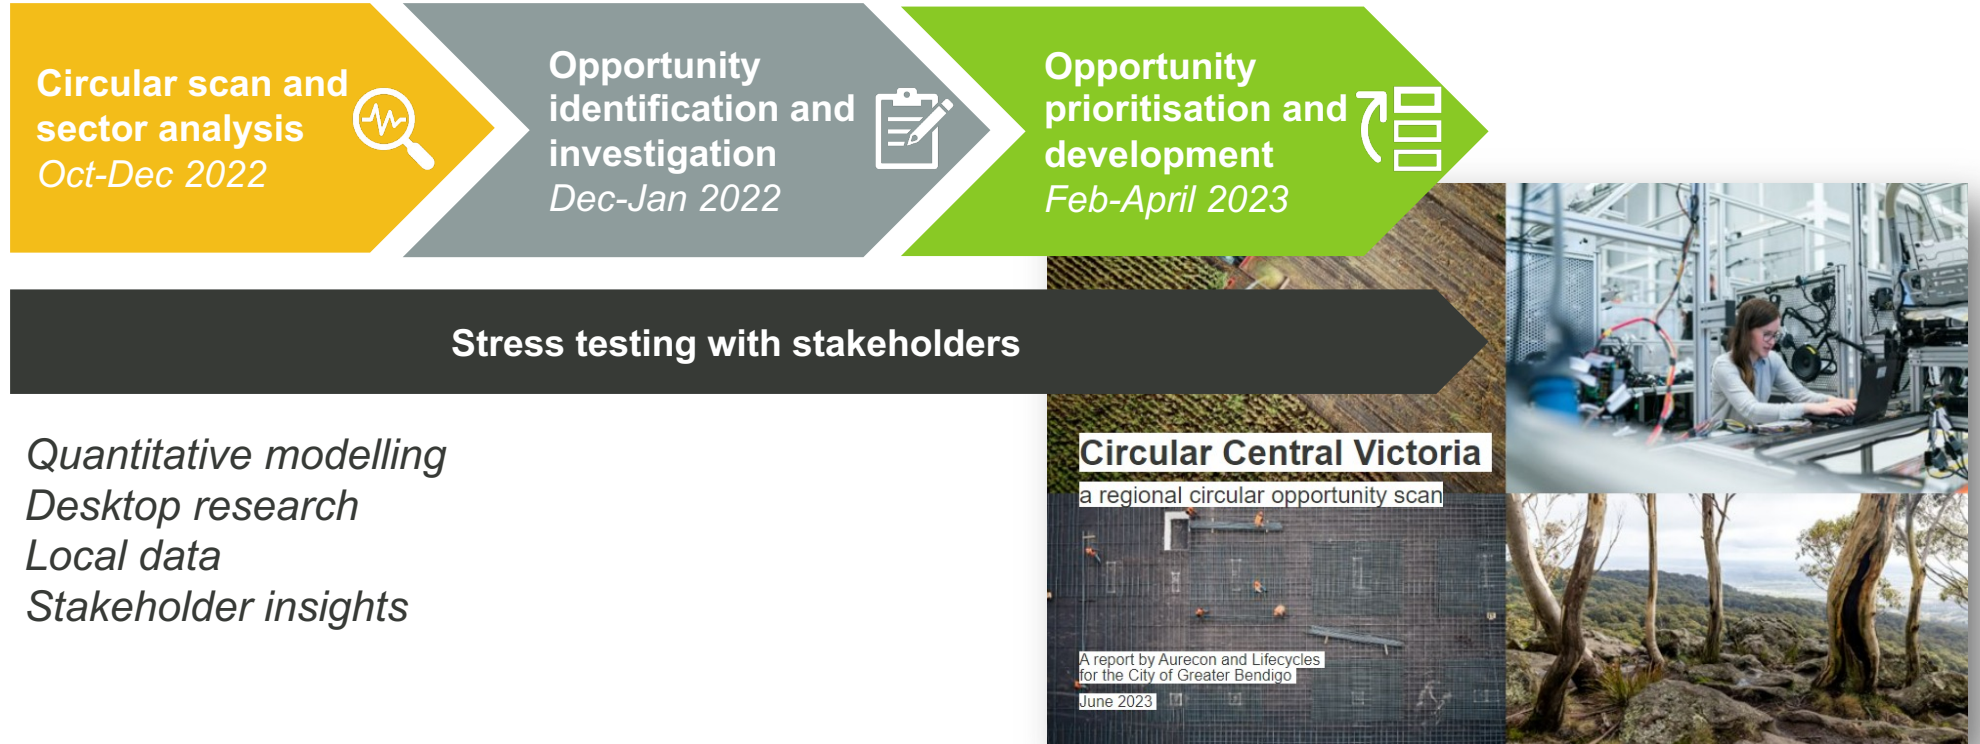 Circular scan and
sector analysis
Oct-Dec 2022
Opportunity
identification and
investigation
Dec-Jan 2022
Opportunity
prioritisation and
development
Feb-April 2023
Stress testing with stakeholders
Quantitative modelling
Desktop research
Local data
Stakeholder insights
Circular Central Victoria
a regional circular opportunity scan
A report by Aurecon and Lifecycles
for the City of Greater Bendigo
June 2023